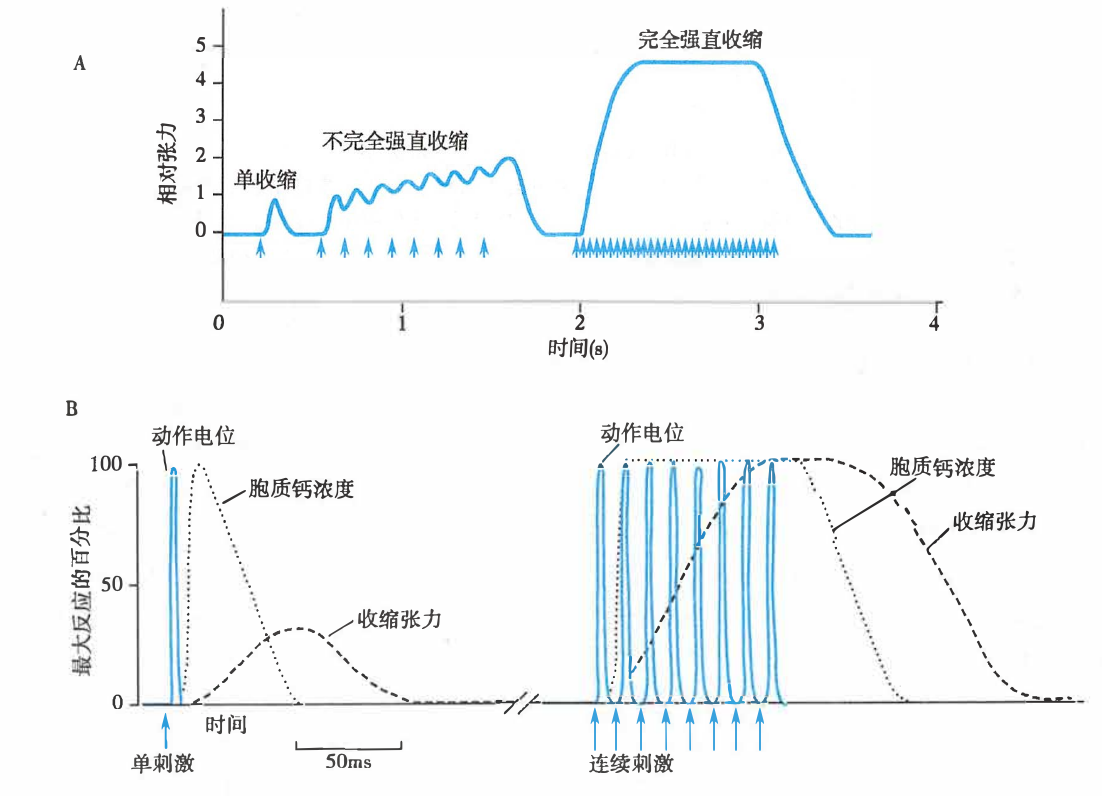 A
5
4
3
2
1
0
相对张力
单收缩
不完全强直收缩
完全强直收缩
0
1
2
3
4
时间(s)
B
100
50
0
最大反应的百分比
动作电位
胞质钙浓度
收缩张力
时间
单刺激
50ms
动作电位
胞质钙浓度
收缩张力
连续刺激